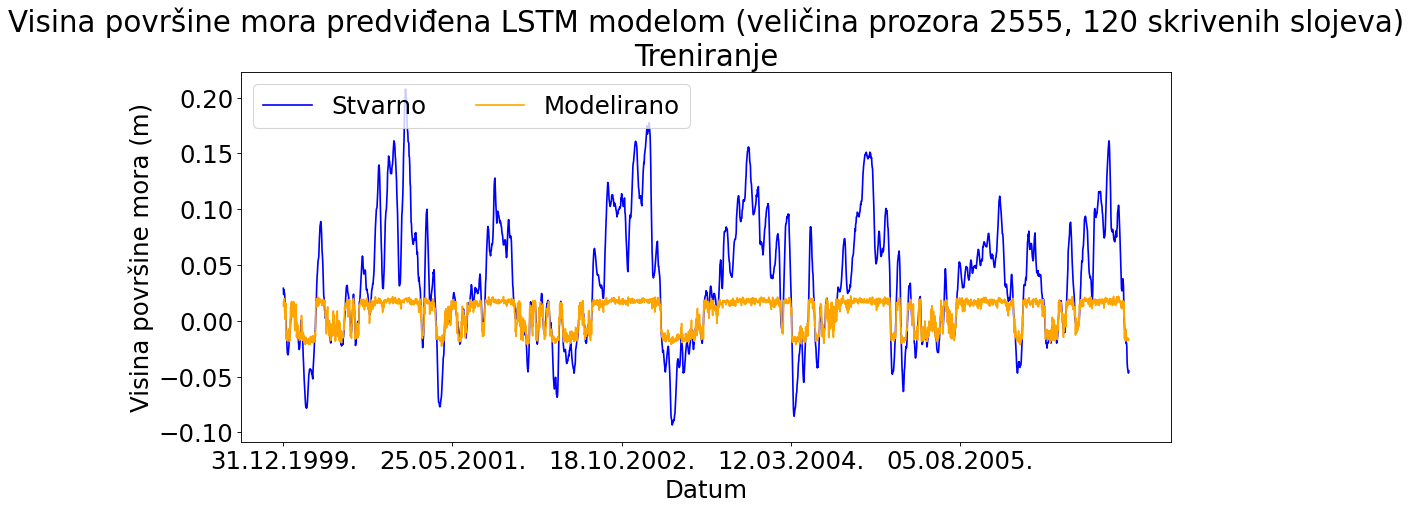 Visina površine mora predviđena LSTM modelom (veličina prozora 2555, 120 skrivenih slojeva)
Treniranje
Stvarno Modelirano
Visina površine mora (m)
0.20
0.15
0.10
0.05
0.00
−0.05
−0.10
31.12.1999. 25.05.2001. 18.10.2002. 12.03.2004. 05.08.2005.
Datum